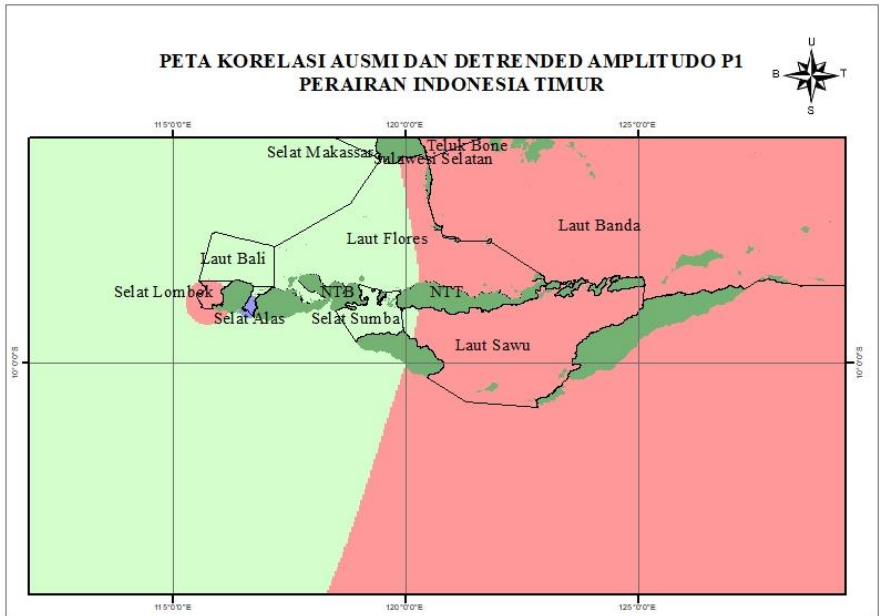 PETA KORELASI AUSMI DAN DETRENDED AMPLITUDO P1
PERAIRAN INDONESIA TIMUR
U
B
T
S
115°0'0"E
120°0'0"E
125°0'0"E
Selat Makassar
Teluk Bone
Sulawesi Selatan
Laut Banda
Laut Flores
Laut Bali
Selat Lombok
NTB
NTT
Selat Alas
Selat Sumba
Laut Sawu
10°0'0"S
10°0'0"S
115°0'0"E
120°0'0"E
125°0'0"E